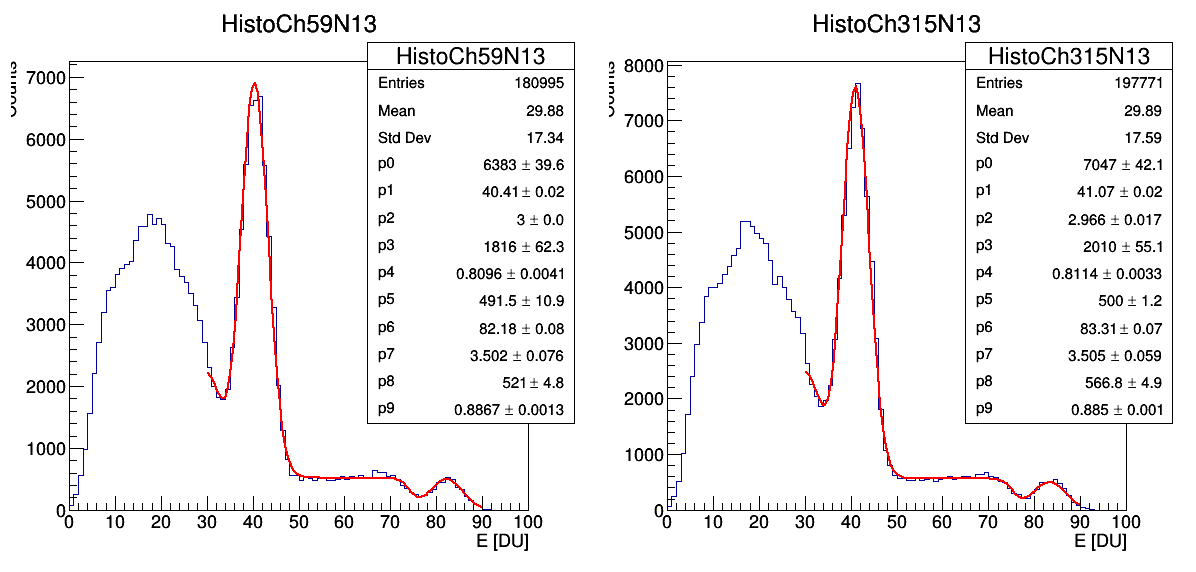 HistoCh59N13
HistoCh59N13
Entries 180995
Mean 29.88
Std Dev 17.34
p0 6383 ± 39.6
p1 40.41 ± 0.02
p2 3 ± 0.0
p3 1816 ± 62.3
p4 0.8096 ± 0.0041
p5 491.5 ± 10.9
p6 82.18 ± 0.08
p7 3.502 ± 0.076
p8 521 ± 4.8
p9 0.8867 ± 0.0013
7000
6000
5000
4000
3000
2000
1000
0
0 10 20 30 40 50 60 70 80 90 100
E [DU]
HistoCh315N13
HistoCh315N13
Entries 197771
Mean 29.89
Std Dev 17.59
p0 7047 ± 42.1
p1 41.07 ± 0.02
p2 2.966 ± 0.017
p3 2010 ± 55.1
p4 0.8114 ± 0.0033
p5 500 ± 1.2
p6 83.31 ± 0.07
p7 3.505 ± 0.059
p8 566.8 ± 4.9
p9 0.885 ± 0.001
8000
7000
6000
5000
4000
3000
2000
1000
0
0 10 20 30 40 50 60 70 80 90 100
E [DU]